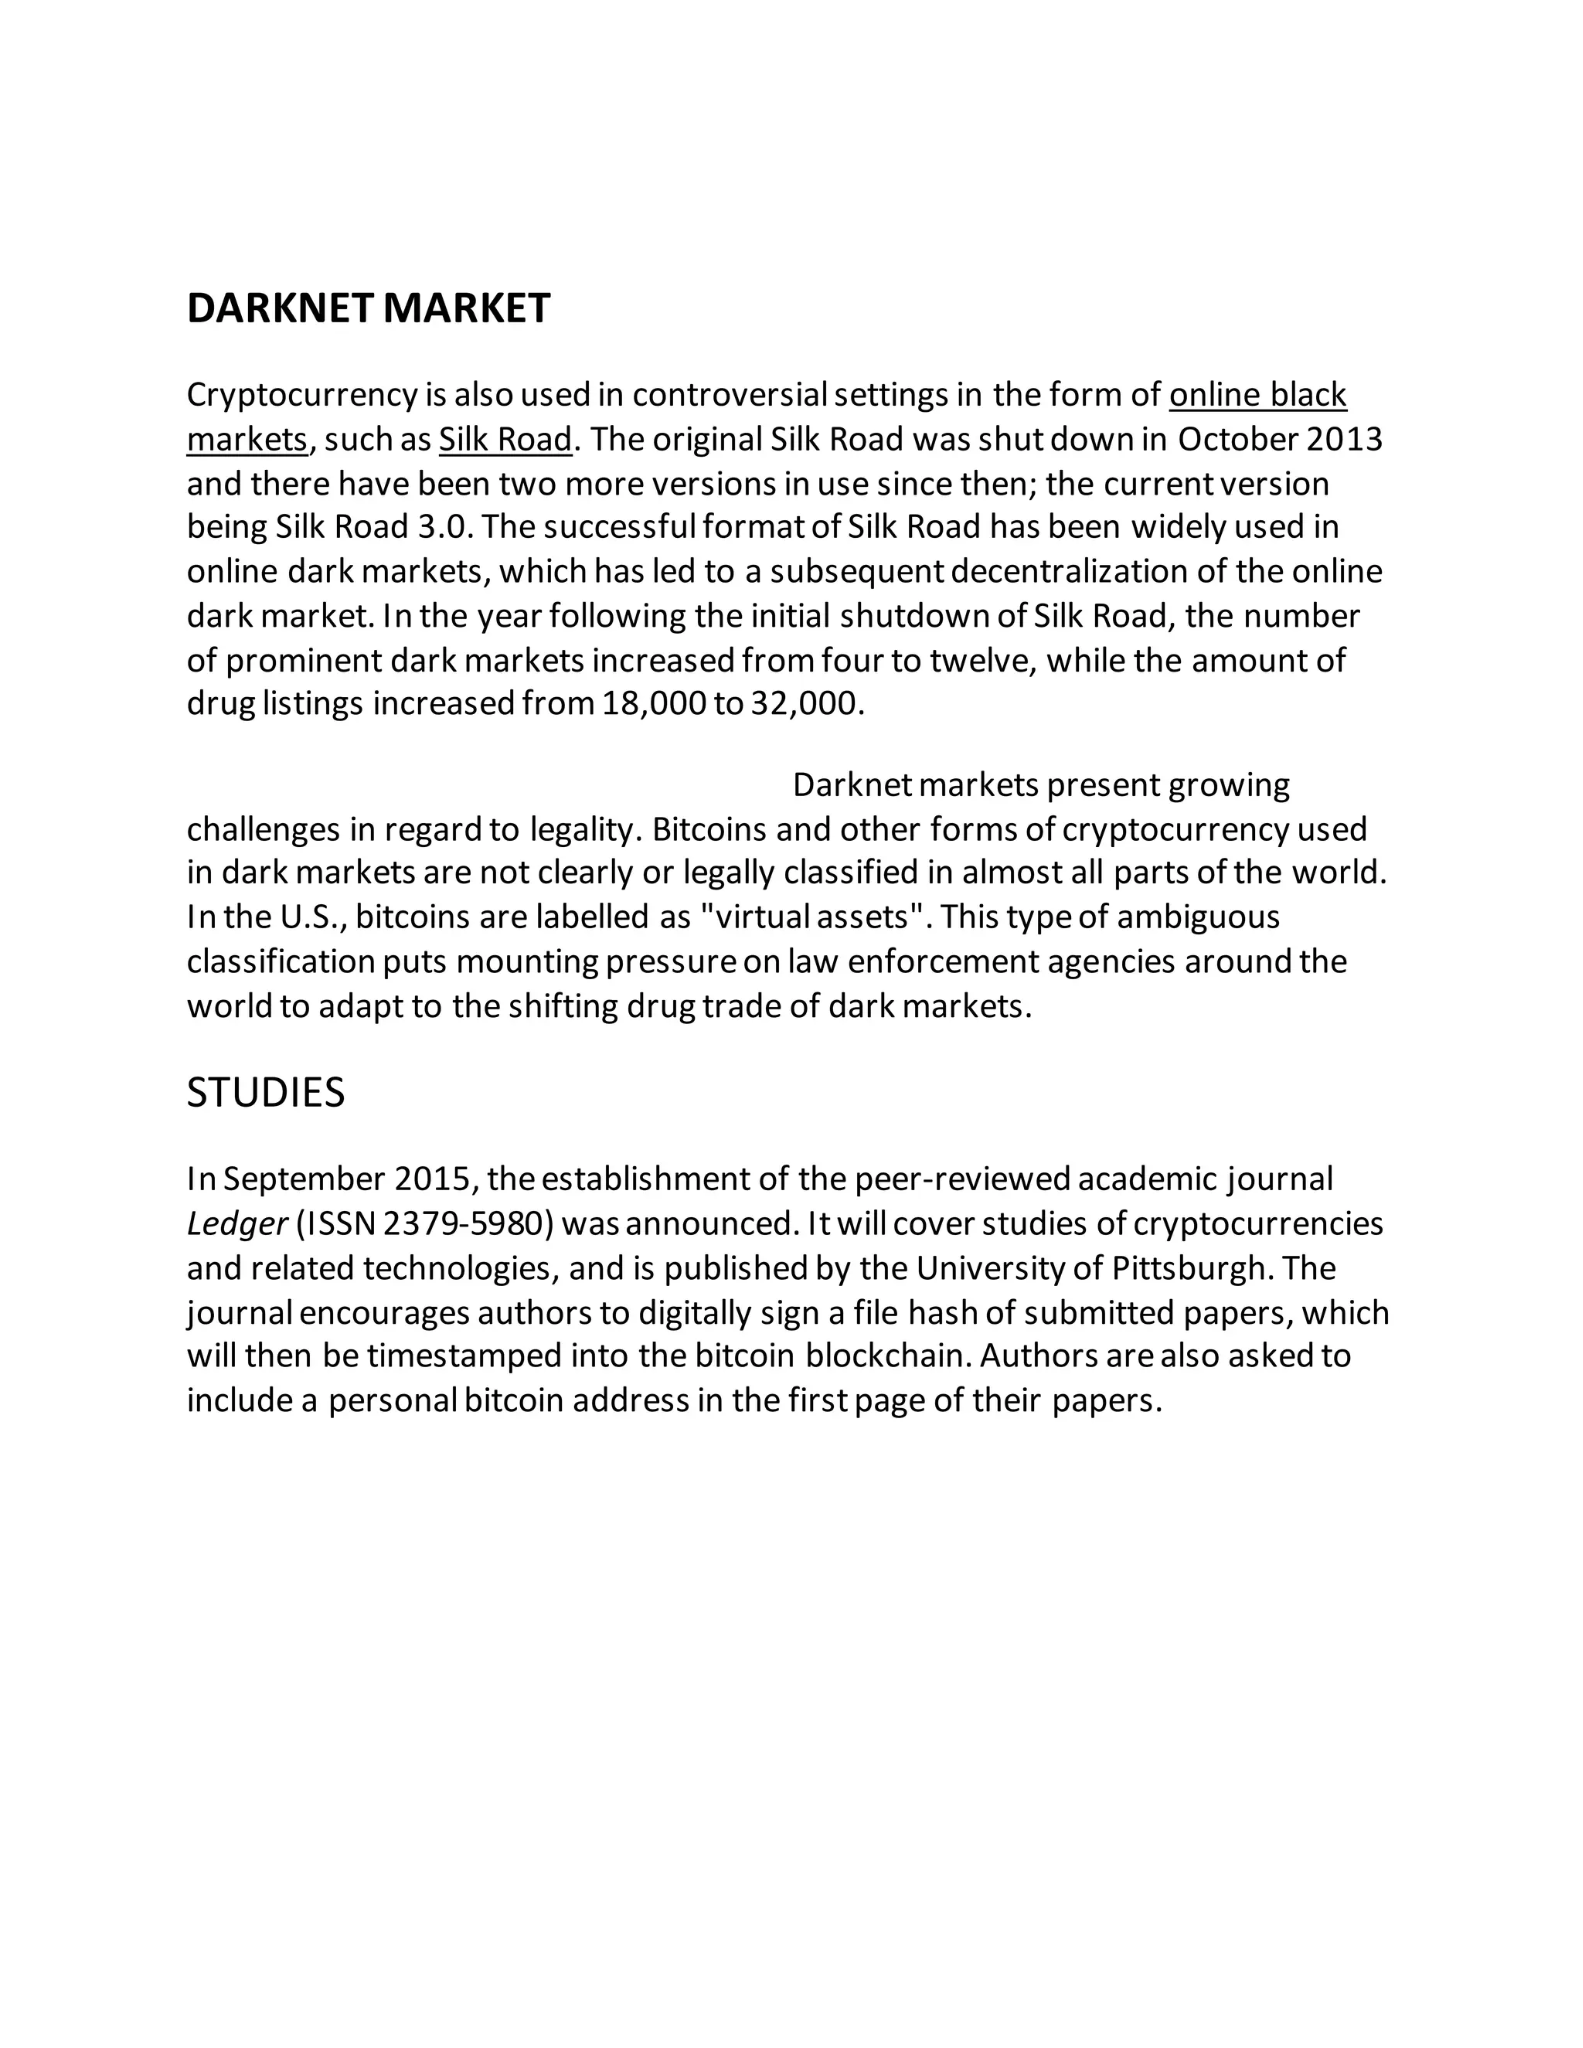 DARKNET MARKET
Cryptocurrency is also used in controversial settings in the form of online black
markets, such as Silk Road. The original Silk Road was shut down in October 2013
and there have been two more versions in use since then; the current version
being Silk Road 3.0. The successful format of Silk Road has been widely used in
online dark markets, which has led to a subsequent decentralization of the online
dark market. In the year following the initial shutdown of Silk Road, the number
of prominent dark markets increased from four to twelve, while the amount of
drug listings increased from 18,000 to 32,000.
Darknet markets present growing
challenges in regard to legality. Bitcoins and other forms of cryptocurrency used
in dark markets are not clearly or legally classified in almost all parts of the world.
In the U.S., bitcoins are labelled as "virtual assets". This type of ambiguous
classification puts mounting pressure on law enforcement agencies around the
world to adapt to the shifting drug trade of dark markets.
STUDIES
In September 2015, the establishment of the peer-reviewed academic journal
Ledger (ISSN 2379-5980) was announced. It will cover studies of cryptocurrencies
and related technologies, and is published by the University of Pittsburgh. The
journal encourages authors to digitally sign a file hash of submitted papers, which
will then be timestamped into the bitcoin blockchain. Authors are also asked to
include a personal bitcoin address in the first page of their papers.